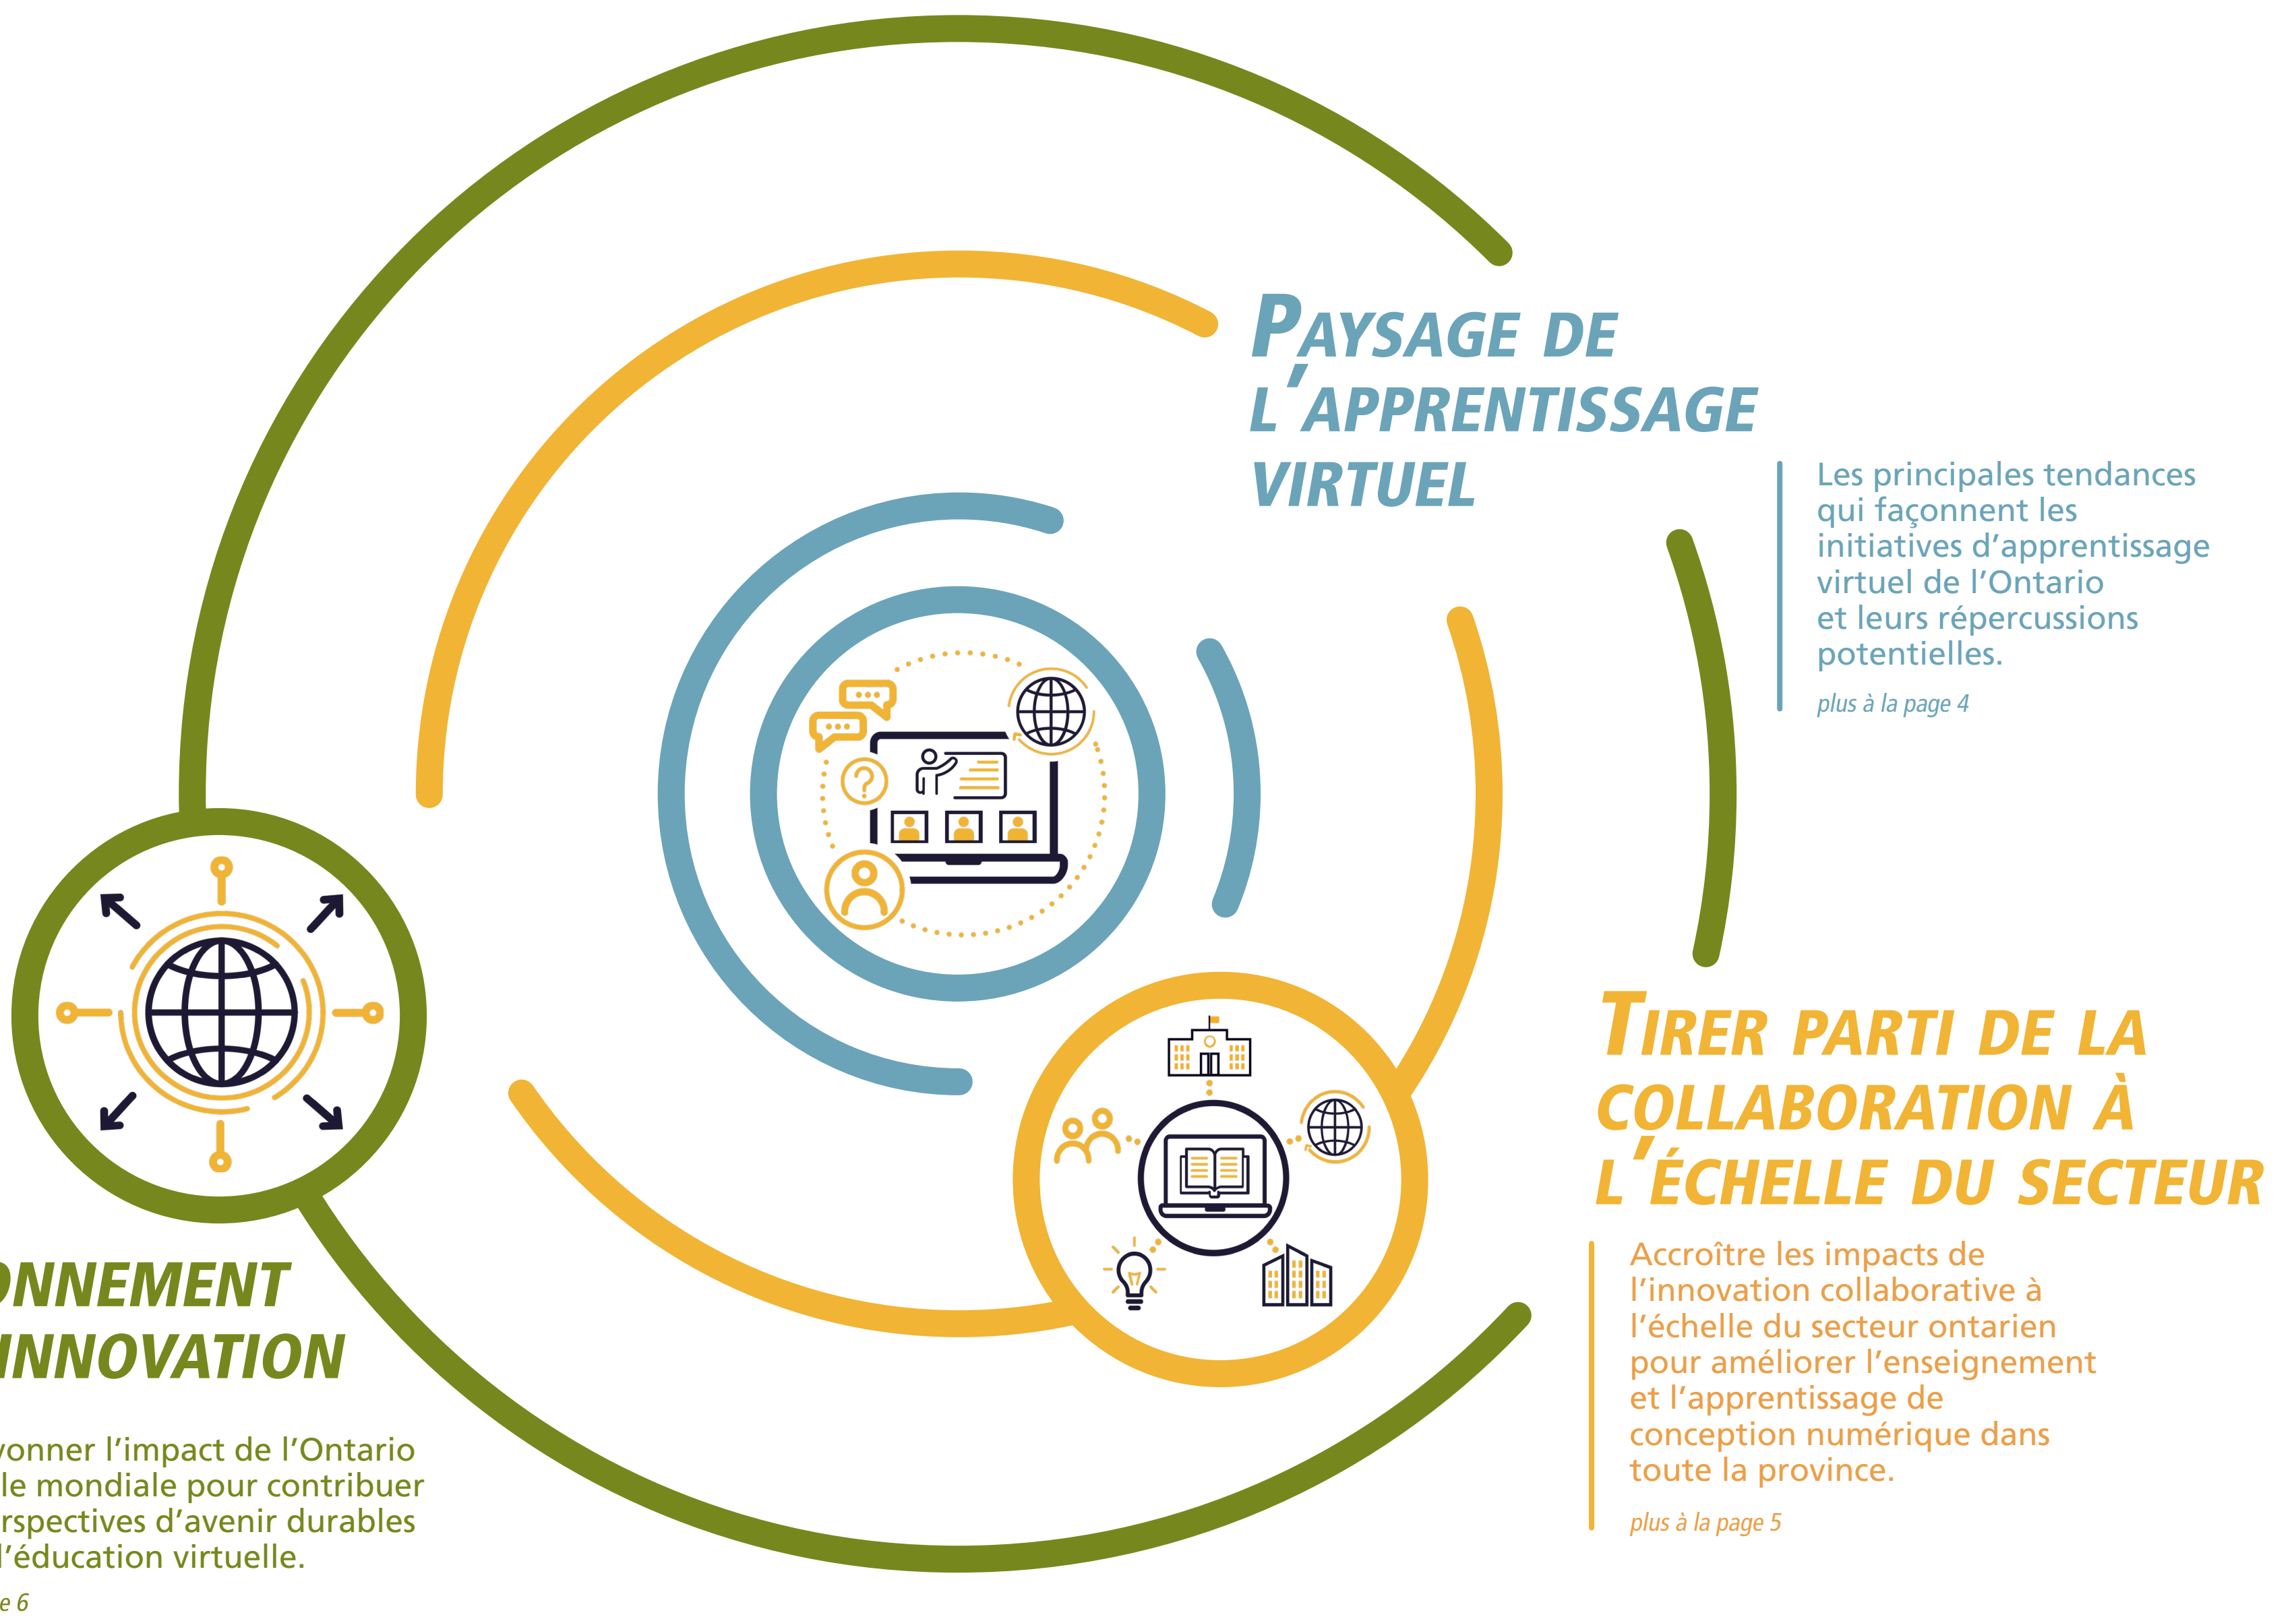 PAYSAGE DE
L'APPRENTISSAGE
VIRTUEL
Les principales tendances
qui façonnent les
initiatives d'apprentissage
virtuel de l'Ontario
et leurs répercussions
potentielles.
plus à la page 4
TIRER PARTI DE LA
COLLABORATION À
L'ÉCHELLE DU SECTEUR
Accroître les impacts de
l'innovation collaborative à
l'échelle du secteur ontarien
pour améliorer l'enseignement
et l'apprentissage de
conception numérique dans
toute la province.
plus à la page 5
ONNEMENT
INNOVATION
yonner l'impact de l'Ontario
le mondiale pour contribuer
rspectives d'avenir durables
l'éducation virtuelle.
e 6